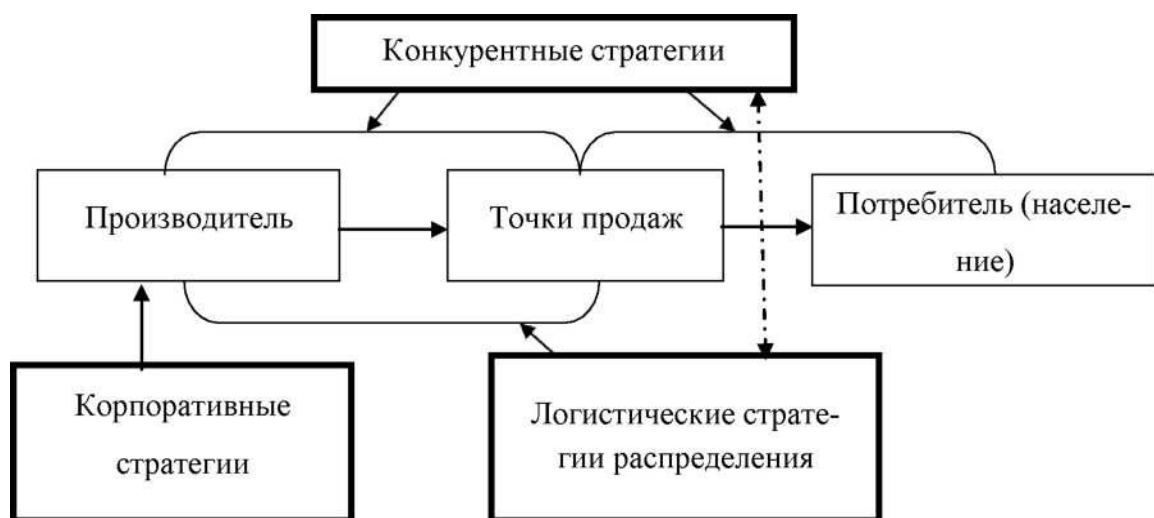 Конкурентные стратегии
Производитель
Точки продаж
Потребитель (населе-
ние)
Корпоративные
стратегии
Логистические страте-
гии распределения